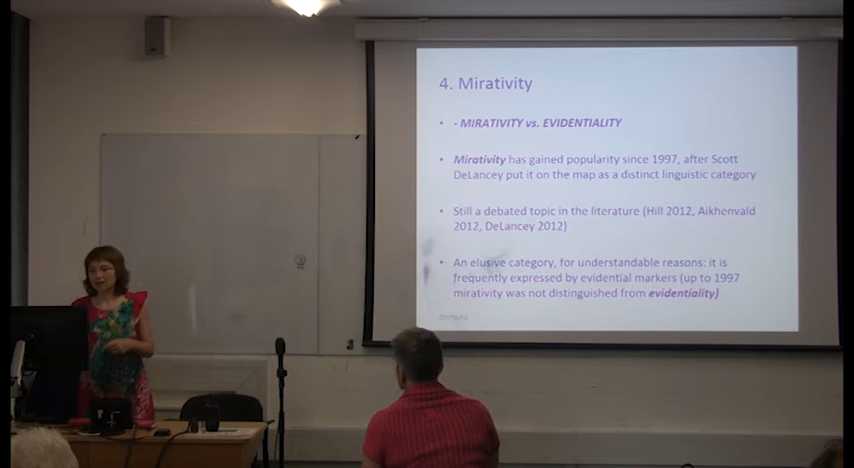 4. Mirativity
• - MIRATIVITY vs. EVIDENTIALITY
• Mirativity has gained popularity since 1997, after Scott
DeLancey put it on the map as a distinct linguistic category
• Still a debated topic in the literature (Hill 2012, Aikhenvald
2012, DeLancey 2012)
• An elusive category, for understandable reasons: it is
frequently expressed by evidential markers (up to 1997
mirativity was not distinguished from evidentiality)